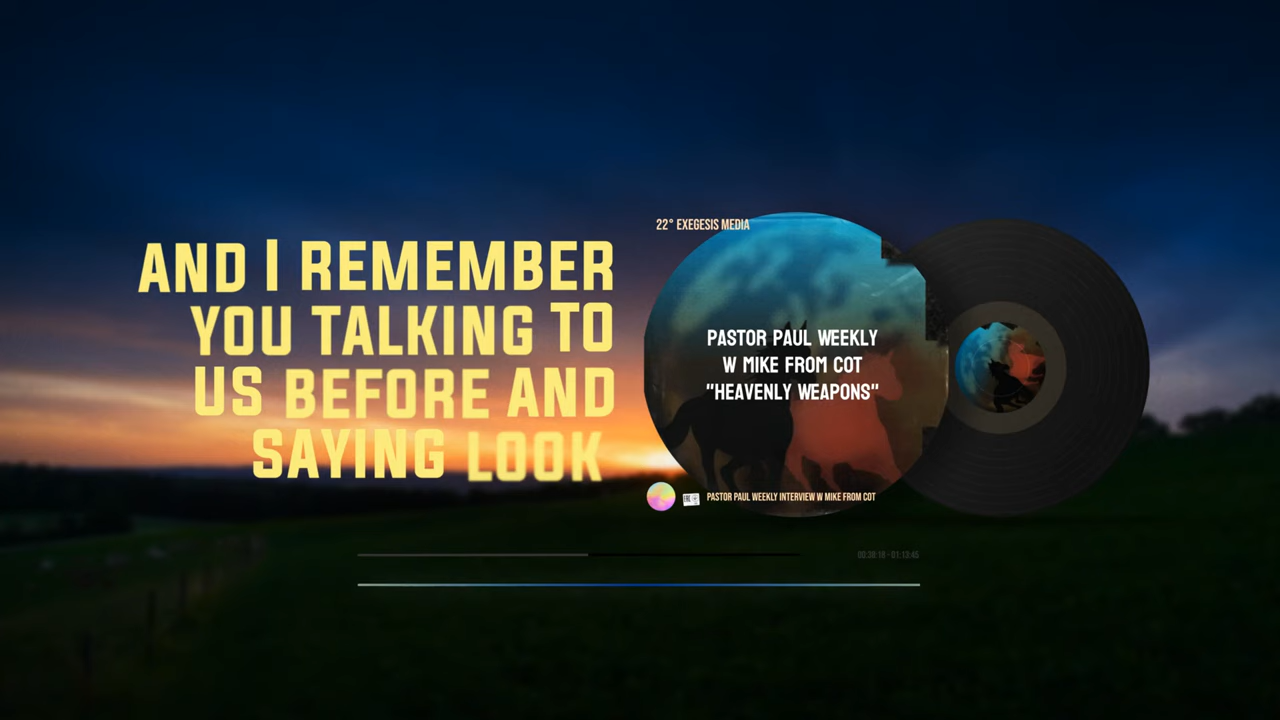 AND I REMEMBER
YOU TALKING TO
US BEFORE AND
SAYING LOOK
22° EXEGESIS MEDIA
PASTOR PAUL WEEKLY
W MIKE FROM COT
"HEAVENLY WEAPONS"
PASTOR PAUL WEEKLY INTERVIEW W MIKE FROM COT